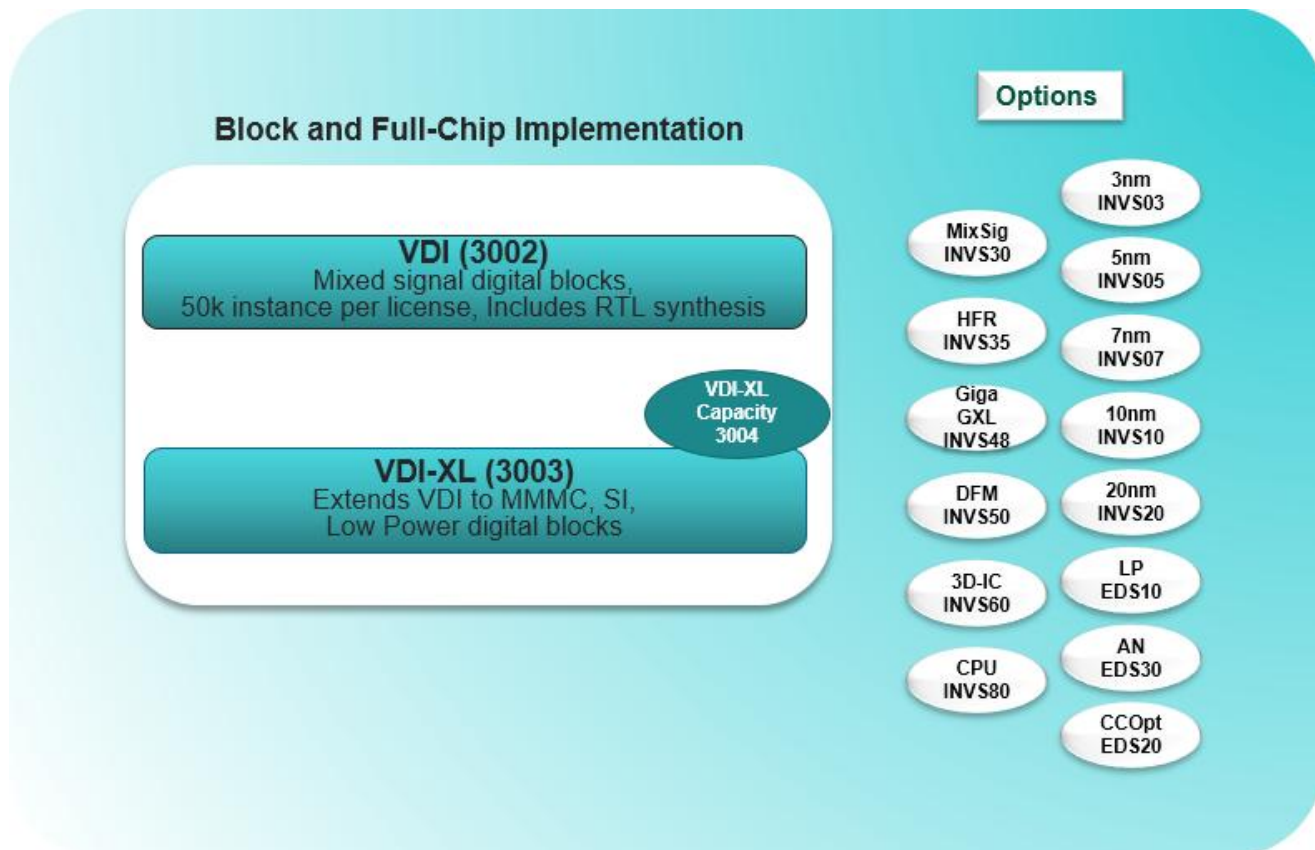 Options
Block and Full-Chip Implementation
VDI (3002)
Mixed signal digital blocks,
50k instance per license, Includes RTL synthesis
VDI-XL
Capacity
3004
VDI-XL (3003)
Extends VDI to MMMC, SI,
Low Power digital blocks
MixSig
INVS30
HFR
INVS35
Giga
GXL
INVS48
DFM
INVS50
3D-IC
INVS60
CPU
INVS80
3nm
INVS03
5nm
INVS05
7nm
INVS07
10nm
INVS10
20nm
INVS20
LP
EDS10
AN
EDS30
CCOpt
EDS20